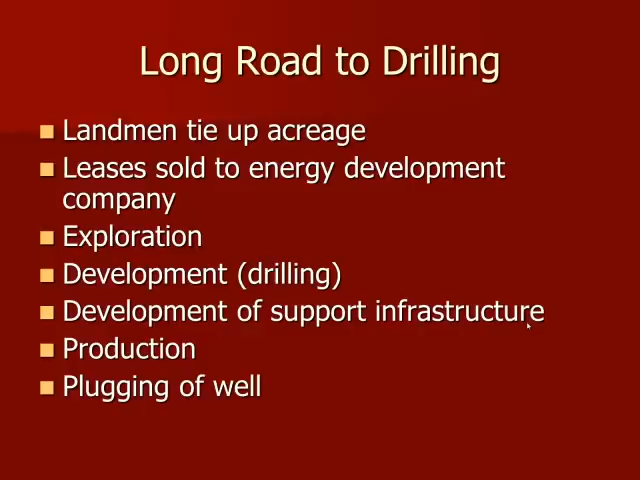 Long Road to Drilling
Landmen tie up acreage
Leases sold to energy development
company
Exploration
Development (drilling)
Development of support infrastructure
Production
Plugging of well